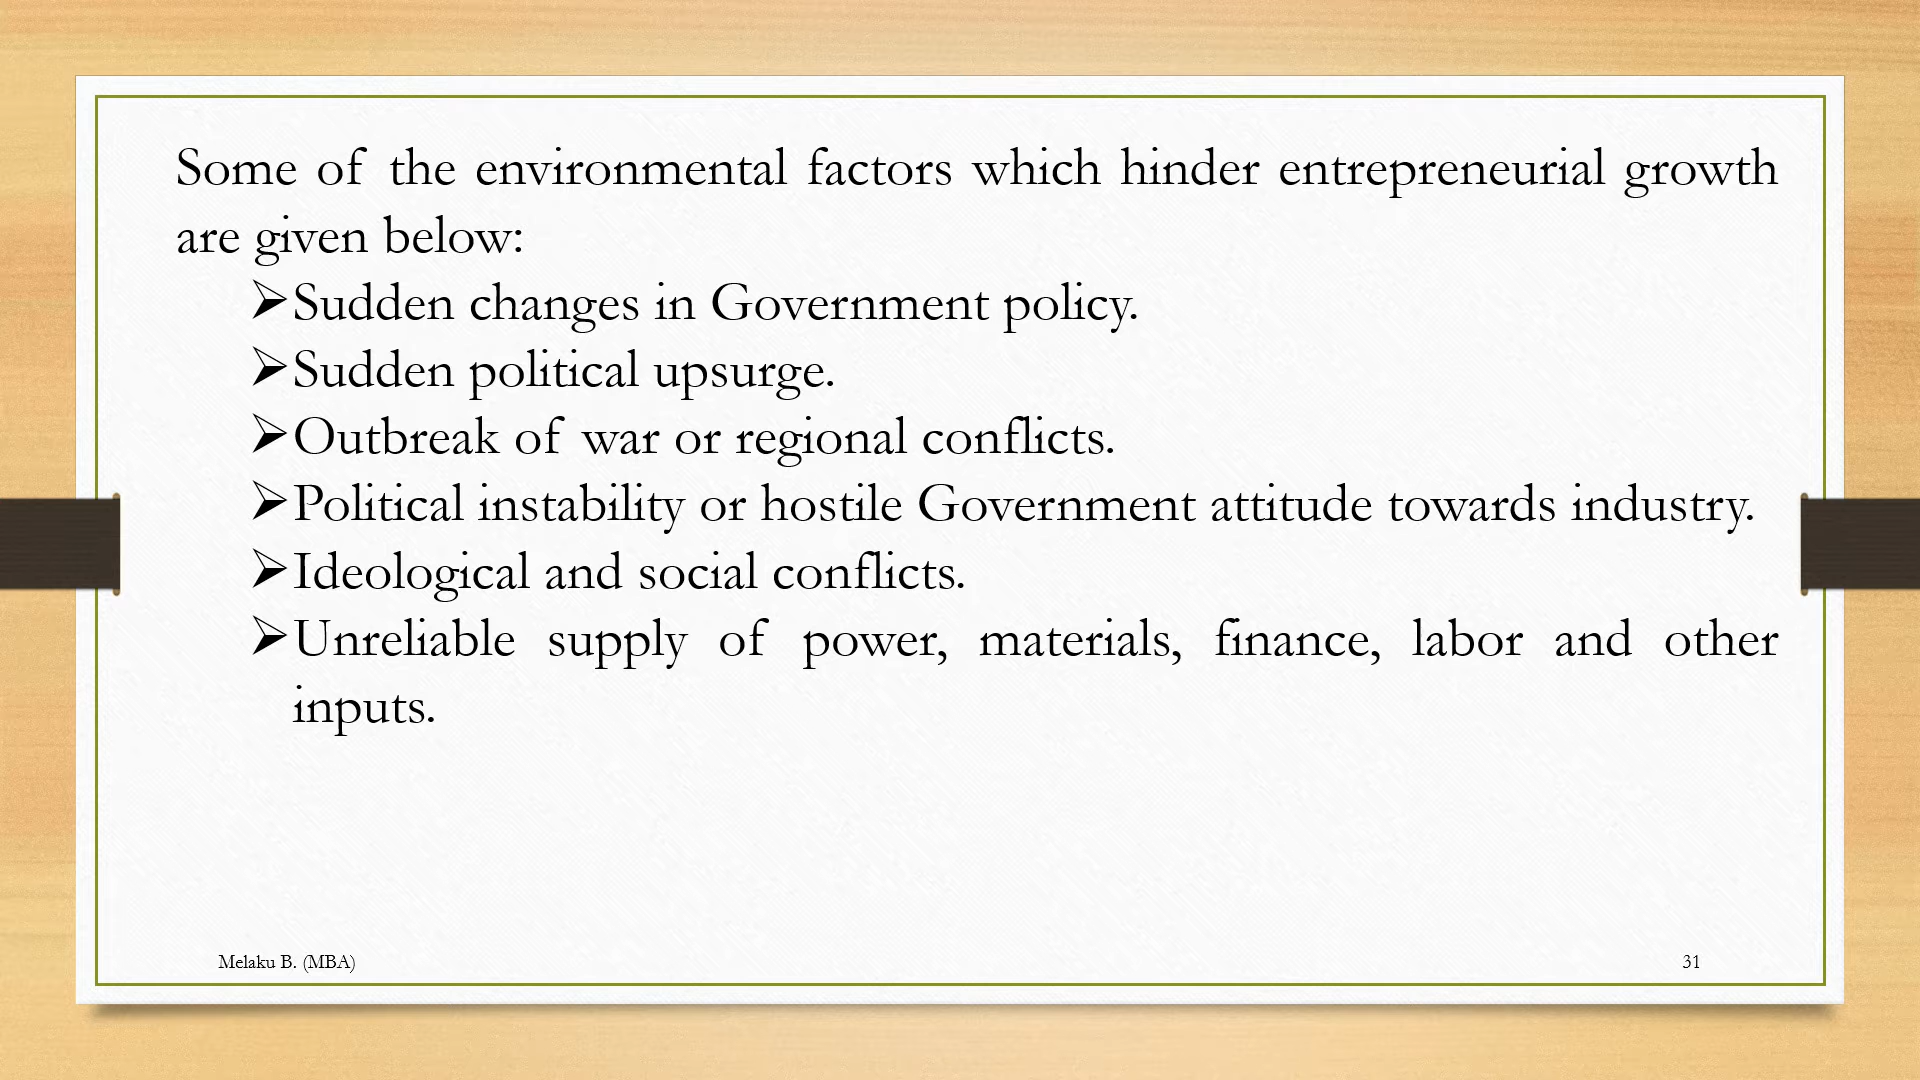 Some of the environmental factors which hinder entrepreneurial growth
are given below:
➢Sudden changes in Government policy.
➢Sudden political upsurge.
➢Outbreak of war or regional conflicts.
➢Political instability or hostile Government attitude towards industry.
➢Ideological and social conflicts.
➢Unreliable supply of power, materials, finance, labor and other
inputs.
Melaku B. (MBA)
31